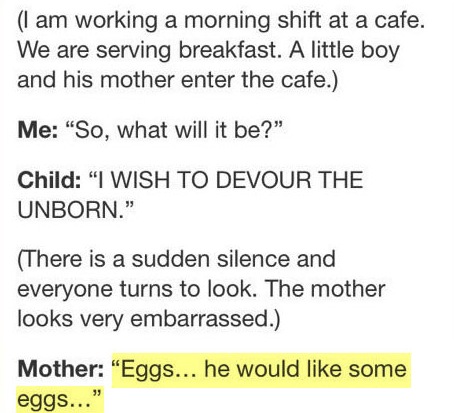 (I am working a morning shift at a cafe.
We are serving breakfast. A little boy
and his mother enter the cafe.)
Me: “So, what will it be?”
Child: “I WISH TO DEVOUR THE
UNBORN.”
(There is a sudden silence and
everyone turns to look. The mother
looks very embarrassed.)
Mother: “Eggs… he would like some
eggs…”